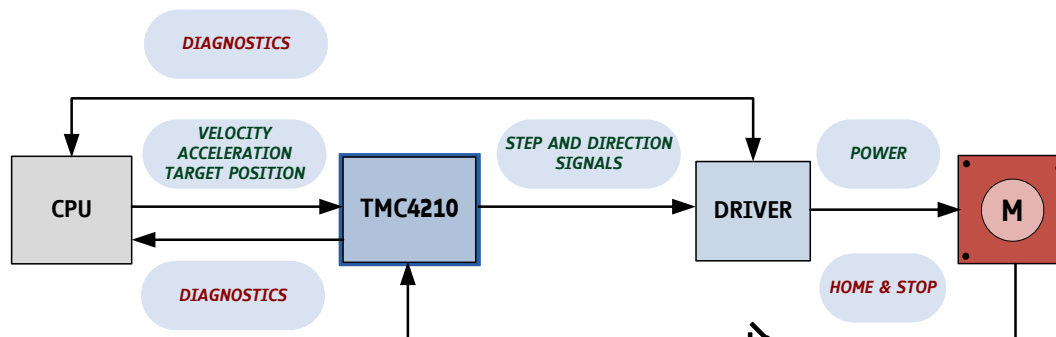 DIAGNOSTICS
VELOCITY
ACCELERATION
TARGET POSITION
STEP AND DIRECTION
SIGNALS
POWER
CPU
TMC4210
DRIVER
M
DIAGNOSTICS
HOME & STOP